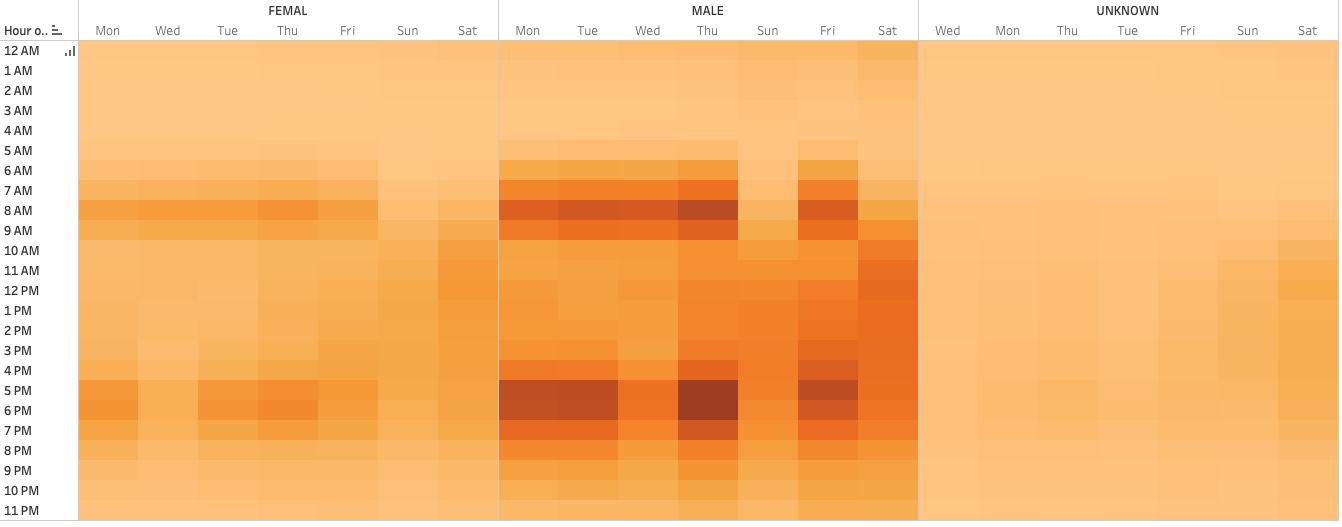 FEMAL MALE UNKNOWN
Hour o.. Mon Wed Tue Thu Fri Sun Sat Mon Tue Wed Thu Sun Fri Sat Wed Mon Thu Tue Fri Sun Sat
12 AM
1 AM
2 AM
3 AM
4 AM
5 AM
6 AM
7 AM
8 AM
9 AM
10 AM
11 AM
12 PM
1 PM
2 PM
3 PM
4 PM
5 PM
6 PM
7 PM
8 PM
9 PM
10 PM
11 PM